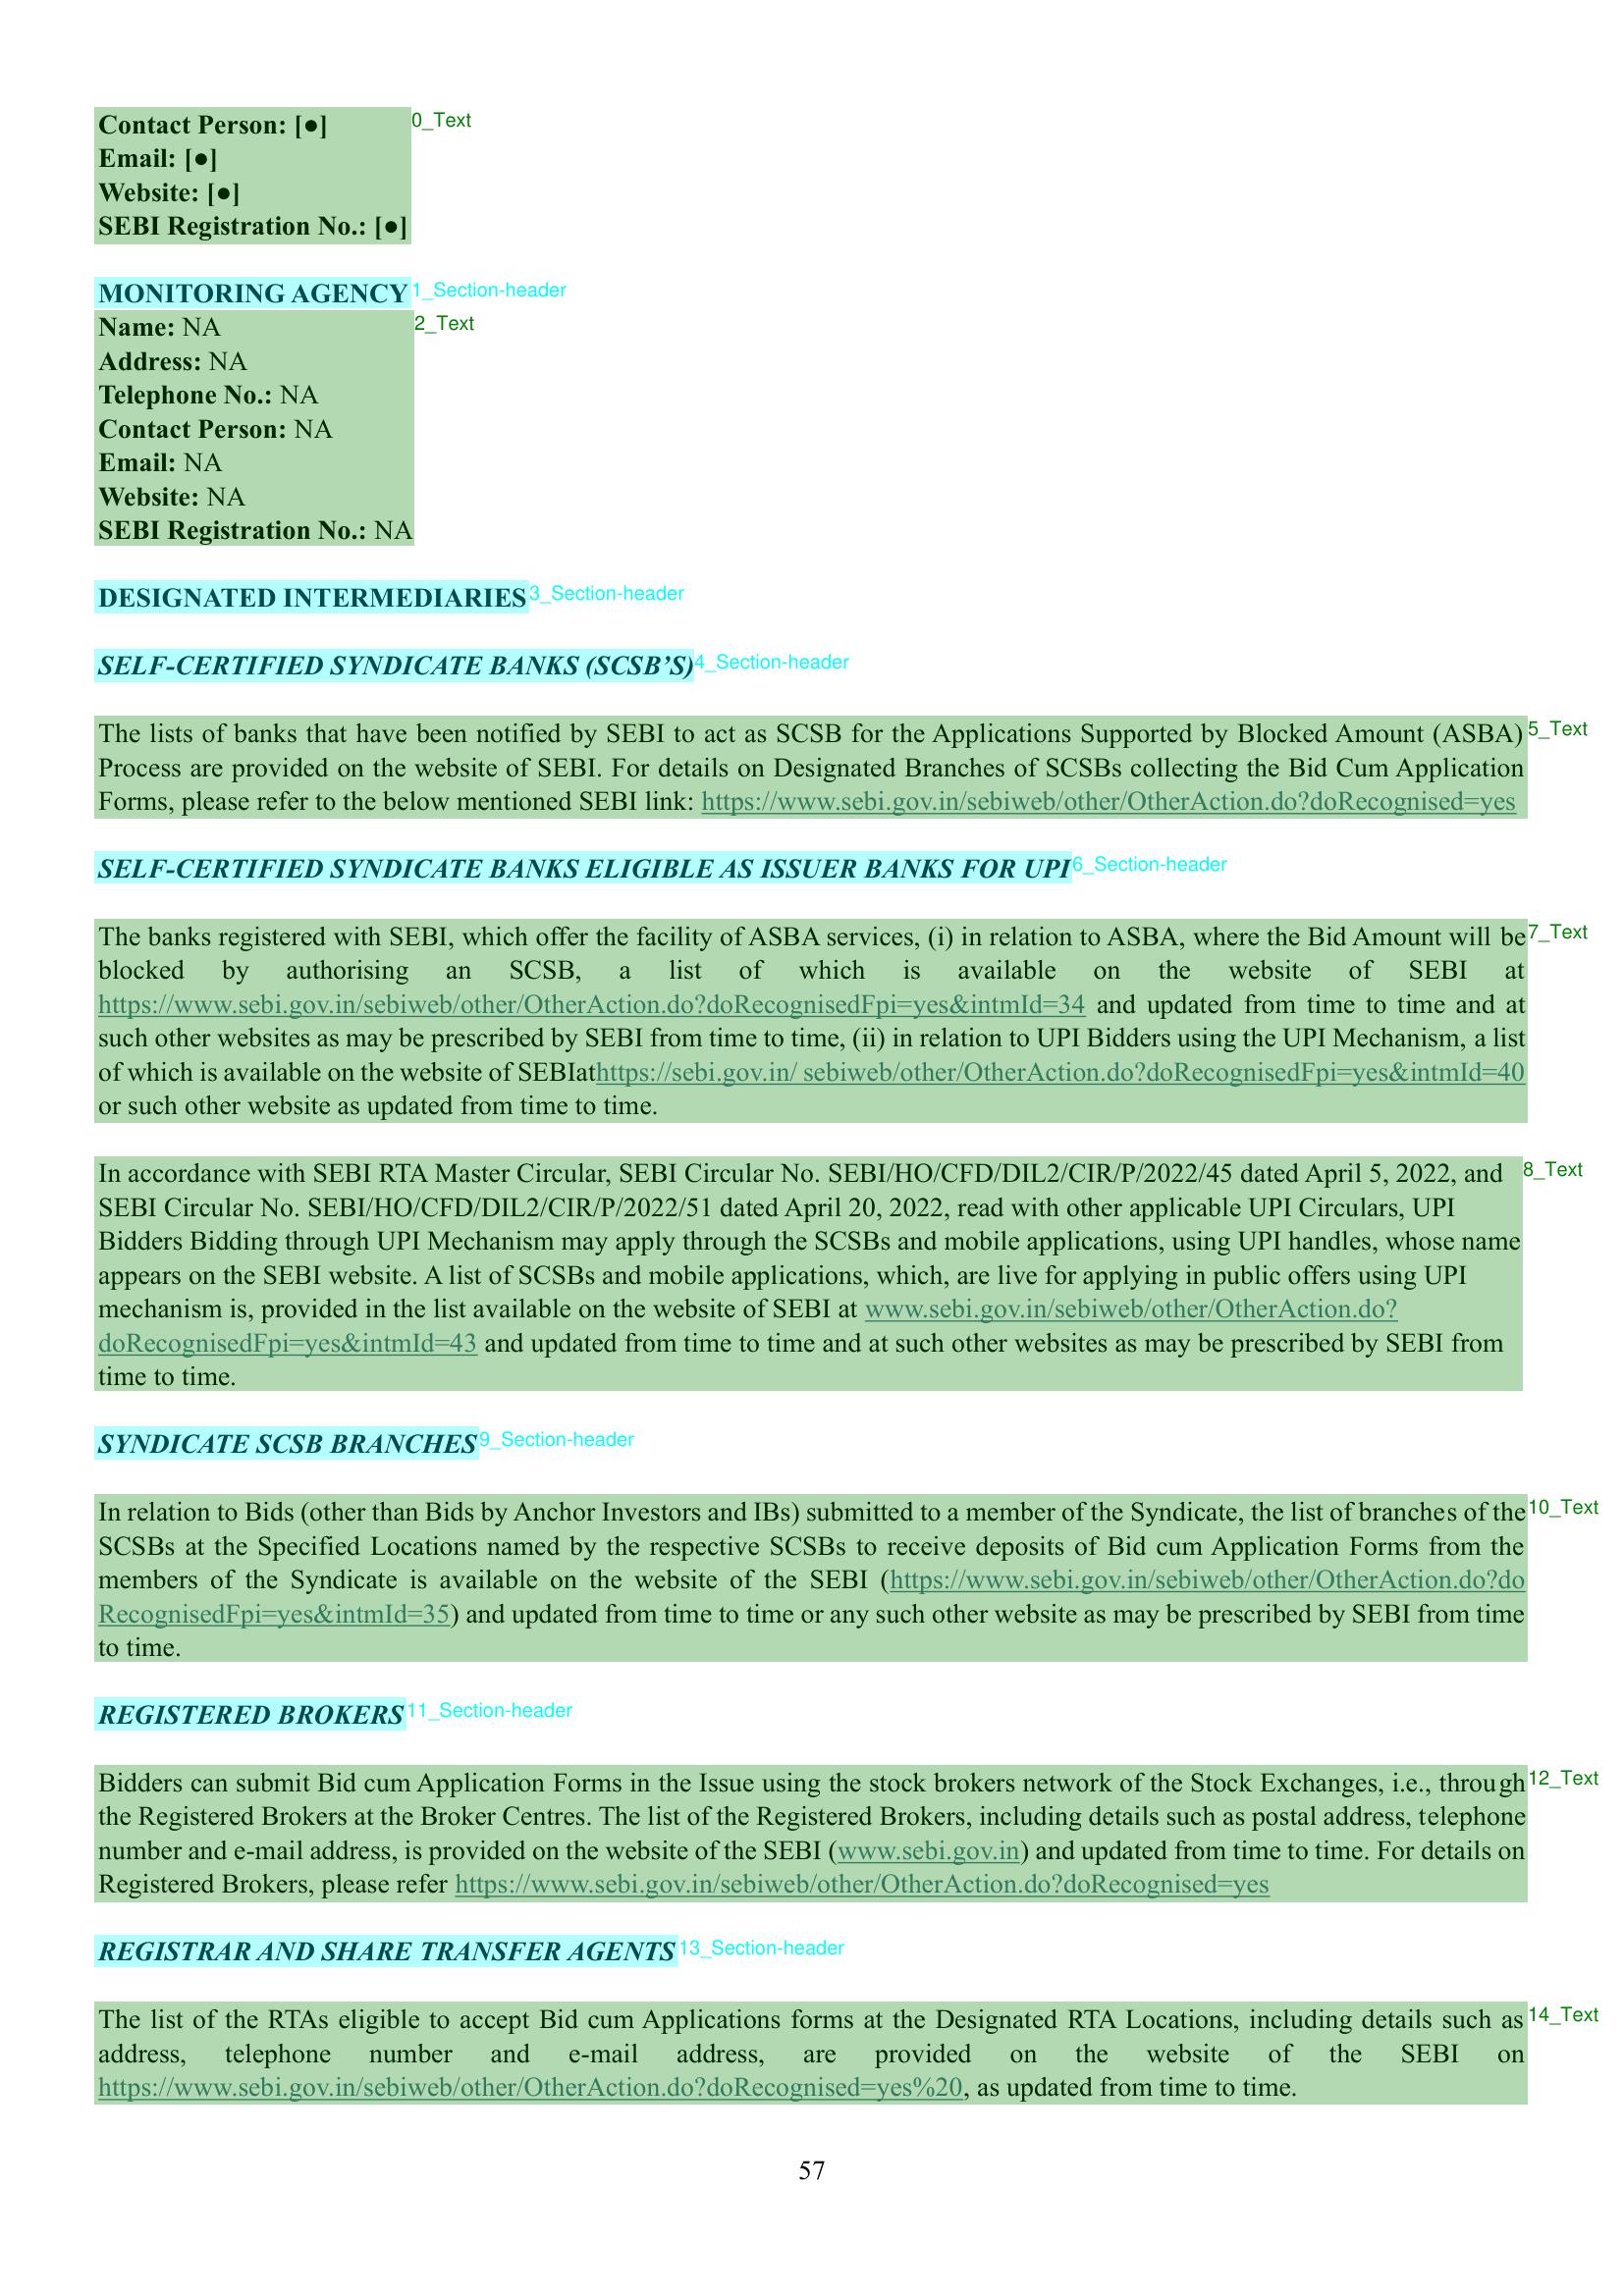 Contact Person: [●] 0_Text
Email: [●]
Website: [●]
SEBI Registration No.: [●]
MONITORING AGENCY 1_Section-header
Name: NA 2_Text
Address: NA
Telephone No.: NA
Contact Person: NA
Email: NA
Website: NA
SEBI Registration No.: NA
DESIGNATED INTERMEDIARIES 3_Section-header
SELF-CERTIFIED SYNDICATE BANKS (SCSB’S) 4_Section-header
The lists of banks that have been notified by SEBI to act as SCSB for the Applications Supported by Blocked Amount (ASBA) 5_Text
Process are provided on the website of SEBI. For details on Designated Branches of SCSBs collecting the Bid Cum Application
Forms, please refer to the below mentioned SEBI link: https://www.sebi.gov.in/sebiweb/other/OtherAction.do?doRecognised=yes
SELF-CERTIFIED SYNDICATE BANKS ELIGIBLE AS ISSUER BANKS FOR UPI 6_Section-header
The banks registered with SEBI, which offer the facility of ASBA services, (i) in relation to ASBA, where the Bid Amount will be 7_Text
blocked by authorising an SCSB, a list of which is available on the website of SEBI at
https://www.sebi.gov.in/sebiweb/other/OtherAction.do?doRecognisedFpi=yes&intmId=34 and updated from time to time and at
such other websites as may be prescribed by SEBI from time to time, (ii) in relation to UPI Bidders using the UPI Mechanism, a list
of which is available on the website of SEBIathttps://sebi.gov.in/ sebiweb/other/OtherAction.do?doRecognisedFpi=yes&intmId=40
or such other website as updated from time to time.
In accordance with SEBI RTA Master Circular, SEBI Circular No. SEBI/HO/CFD/DIL2/CIR/P/2022/45 dated April 5, 2022, and 8_Text
SEBI Circular No. SEBI/HO/CFD/DIL2/CIR/P/2022/51 dated April 20, 2022, read with other applicable UPI Circulars, UPI
Bidders Bidding through UPI Mechanism may apply through the SCSBs and mobile applications, using UPI handles, whose name
appears on the SEBI website. A list of SCSBs and mobile applications, which, are live for applying in public offers using UPI
mechanism is, provided in the list available on the website of SEBI at www.sebi.gov.in/sebiweb/other/OtherAction.do?
doRecognisedFpi=yes&intmId=43 and updated from time to time and at such other websites as may be prescribed by SEBI from
time to time.
SYNDICATE SCSB BRANCHES 9_Section-header
In relation to Bids (other than Bids by Anchor Investors and IBs) submitted to a member of the Syndicate, the list of branches of the 10_Text
SCSBs at the Specified Locations named by the respective SCSBs to receive deposits of Bid cum Application Forms from the
members of the Syndicate is available on the website of the SEBI (https://www.sebi.gov.in/sebiweb/other/OtherAction.do?do
RecognisedFpi=yes&intmId=35) and updated from time to time or any such other website as may be prescribed by SEBI from time
to time.
REGISTERED BROKERS 11_Section-header
Bidders can submit Bid cum Application Forms in the Issue using the stock brokers network of the Stock Exchanges, i.e., through 12_Text
the Registered Brokers at the Broker Centres. The list of the Registered Brokers, including details such as postal address, telephone
number and e-mail address, is provided on the website of the SEBI (www.sebi.gov.in) and updated from time to time. For details on
Registered Brokers, please refer https://www.sebi.gov.in/sebiweb/other/OtherAction.do?doRecognised=yes
REGISTRAR AND SHARE TRANSFER AGENTS 13_Section-header
The list of the RTAs eligible to accept Bid cum Applications forms at the Designated RTA Locations, including details such as 14_Text
address, telephone number and e-mail address, are provided on the website of the SEBI on
https://www.sebi.gov.in/sebiweb/other/OtherAction.do?doRecognised=yes%20, as updated from time to time.
57